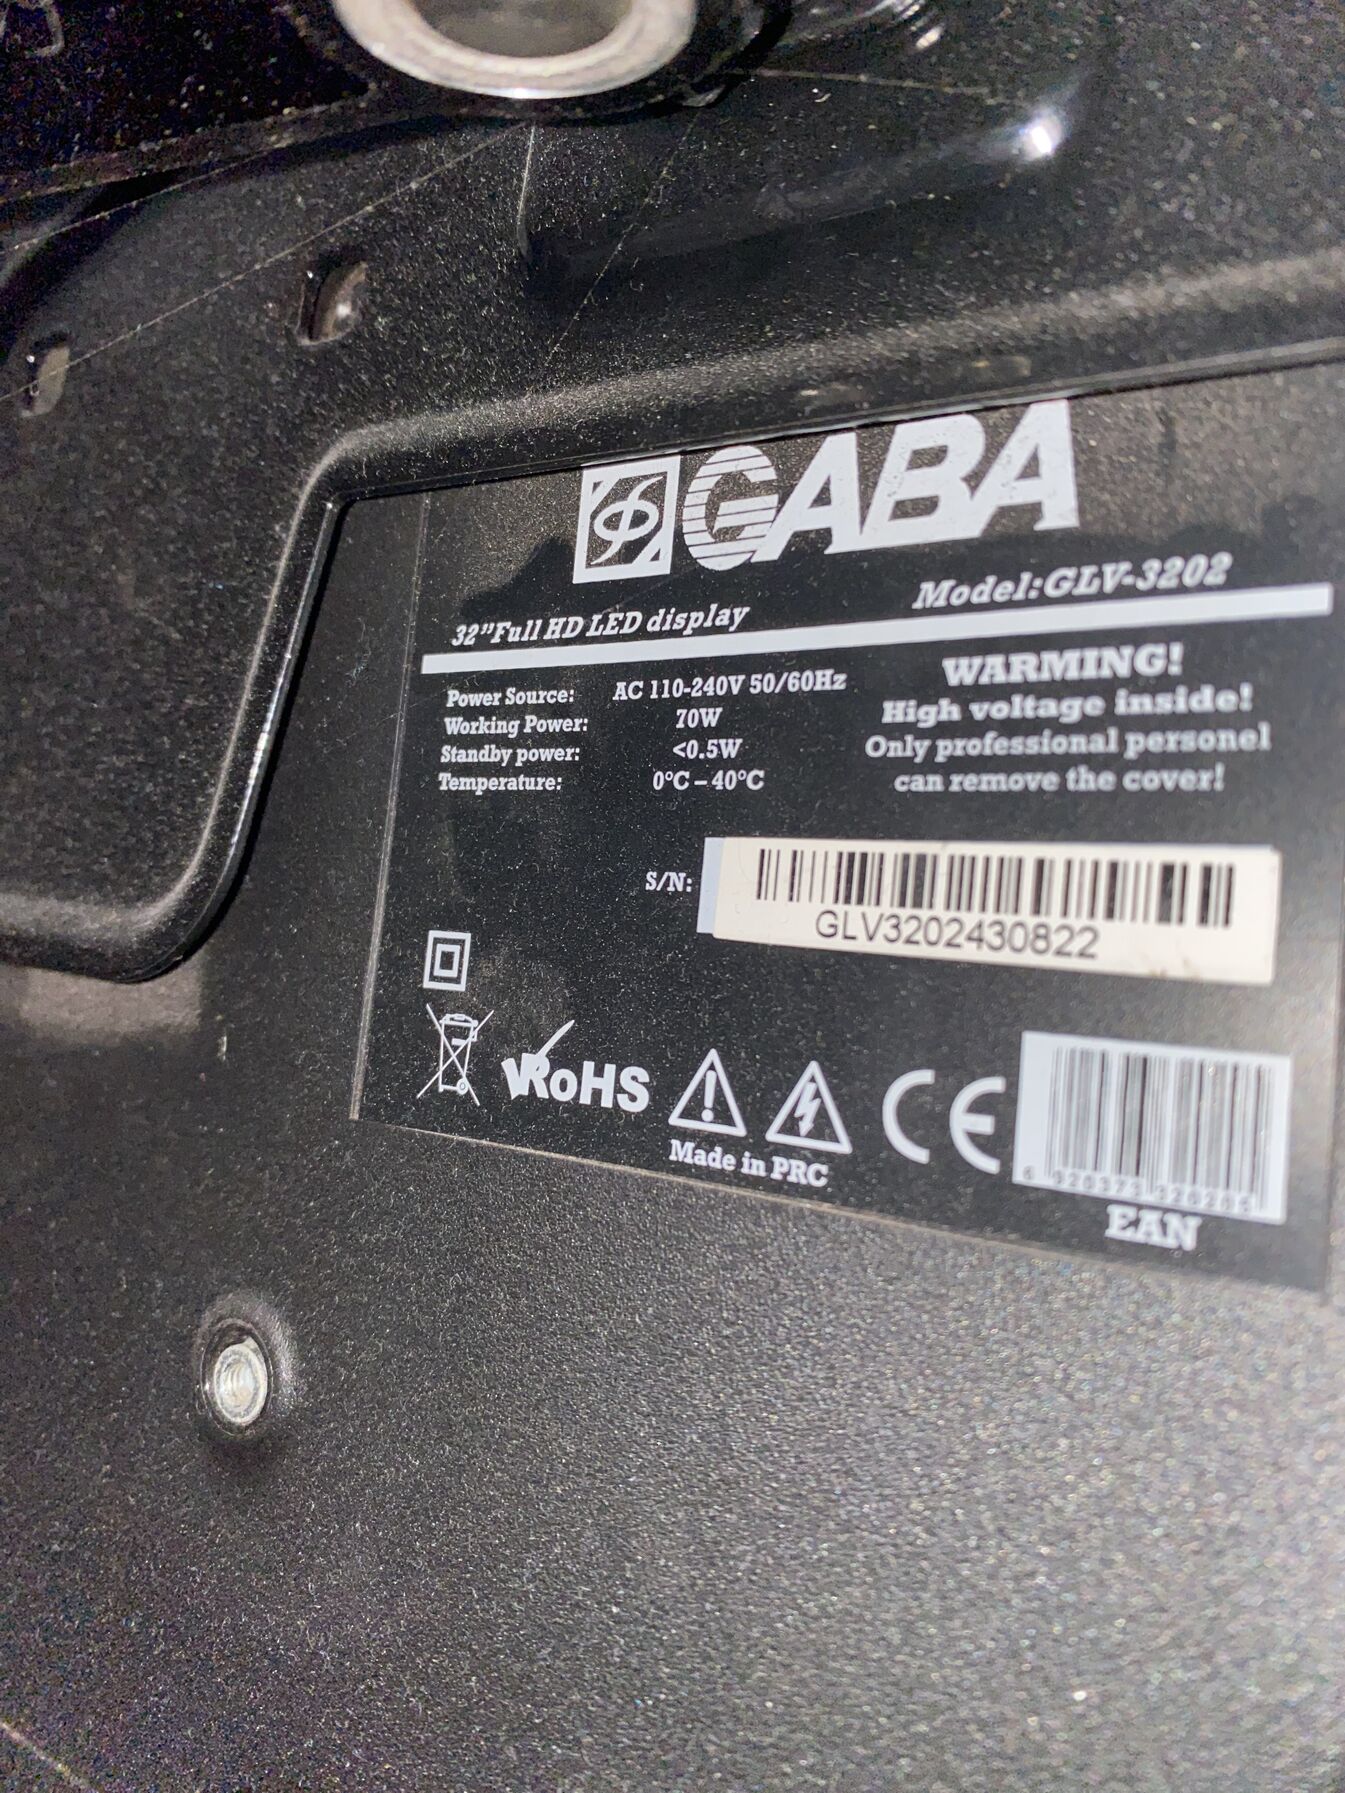 GABA
32”Full HD LED display
Model:GLV-3202
Power Source: AC 110-240V 50/60Hz
Working Power: 70W
Standby power: <0.5W
Temperature: 0°C – 40°C
WARMING!
High voltage inside!
Only professional personel
can remove the cover!
S/N:
GLV3202430822
RoHS
Made in PRC
CE
EAN